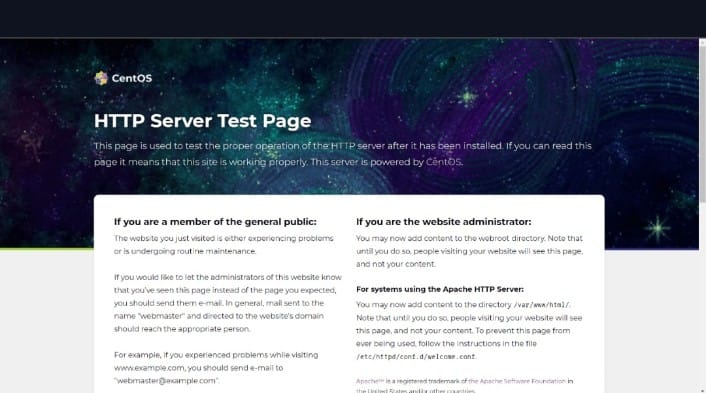 CentOS
HTTP Server Test Page
This page is used to test the proper operation of the HTTP server after it has been installed. If you can read this
page it means that this site is working properly. This server is powered by CentOS.
If you are a member of the general public:
The website you just visited is either experiencing problems
or is undergoing routine maintenance.
If you would like to let the administrators of this website know
that you've seen this page instead of the page you expected,
you should send them e-mail. In general, mail sent to the
name "webmaster" and directed to the website's domain
should reach the appropriate person.
For example, if you experienced problems while visiting
www.example.com, you should send e-mail to
"webmaster@example.com".
If you are the website administrator:
You may now add content to the webroot directory. Note that
until you do so, people visiting your website will see this page,
and not your content.
For systems using the Apache HTTP Server:
You may now add content to the directory /var/www/html/.
Note that until you do so, people visiting your website will see
this page, and not your content. To prevent this page from
ever being used, follow the instructions in the file
/etc/httpd/conf.d/welcome.conf.
Apache™ is a registered trademark of the Apache Software Foundation in
the United States and/or other countries.